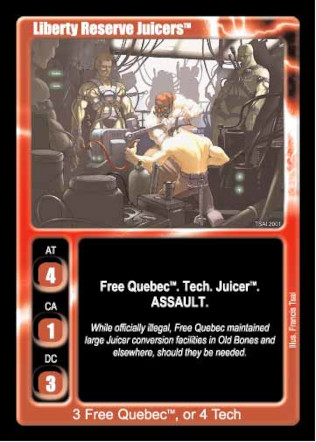 Liberty Reserve Juicers™
TSAI 2001
AT
4
CA
1
DC
3
Free Quebec™. Tech. Juicer™.
ASSAULT.
While officially illegal, Free Quebec maintained
large Juicer conversion facilities in Old Bones and
elsewhere, should they be needed.
Illus. Francis Tsai
3 Free Quebec™, or 4 Tech